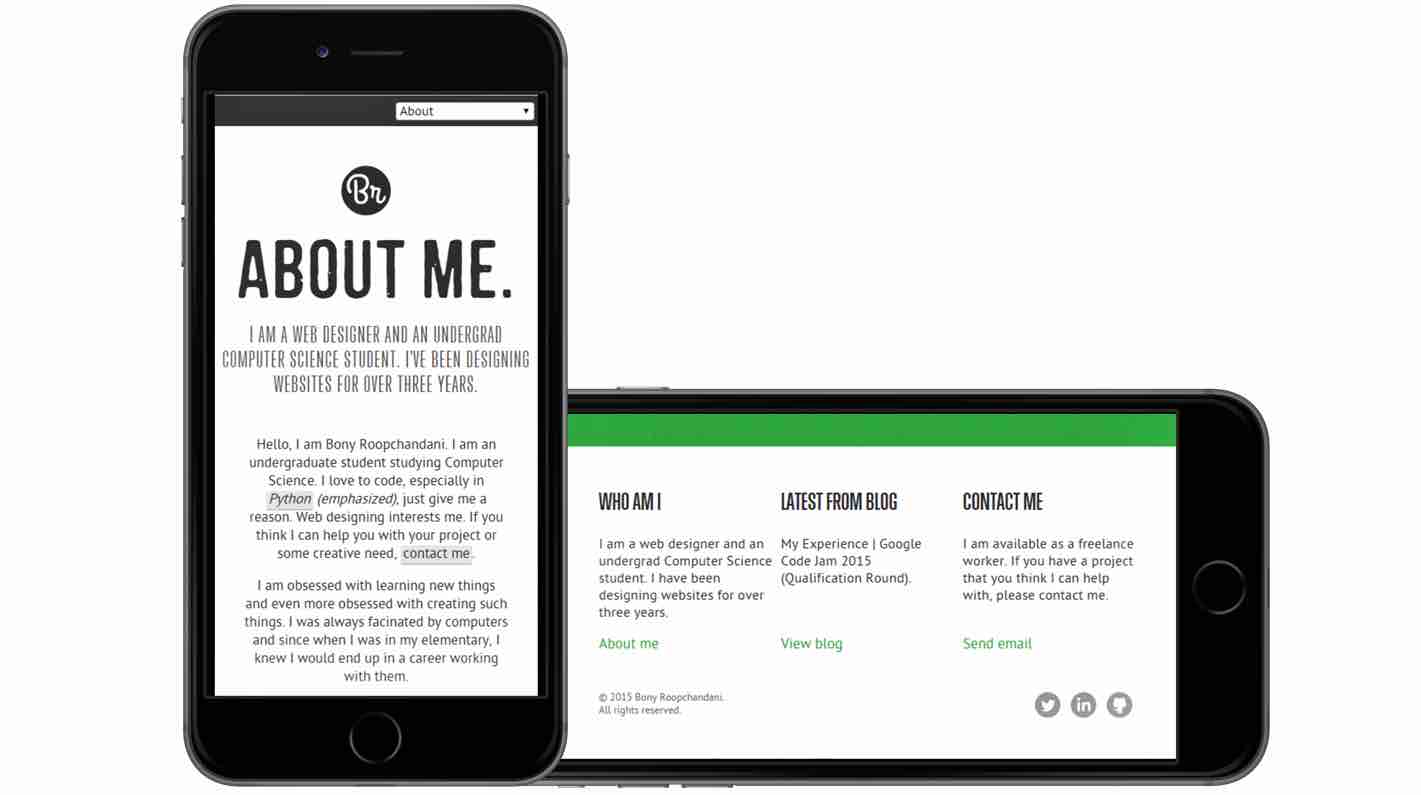 About
Br
ABOUT ME.
I AM A WEB DESIGNER AND AN UNDERGRAD
COMPUTER SCIENCE STUDENT. I'VE BEEN DESIGNING
WEBSITES FOR OVER THREE YEARS.
Hello, I am Bony Roopchandani. I am an
undergraduate student studying Computer
Science. I love to code, especially in
Python (emphasized), just give me a
reason. Web designing interests me. If you
think I can help you with your project or
some creative need, contact me.
I am obsessed with learning new things
and even more obsessed with creating such
things. I was always facinated by computers
and since when I was in my elementary, I
knew I would end up in a career working
with them.
WHO AM I
I am a web designer and an
undergrad Computer Science
student. I have been
designing websites for over
three years.
About me
LATEST FROM BLOG
My Experience | Google
Code Jam 2015
(Qualification Round).
View blog
CONTACT ME
I am available as a freelance
worker. If you have a project
that you think I can help
with, please contact me.
Send email
© 2015 Bony Roopchandani.
All rights reserved.
in